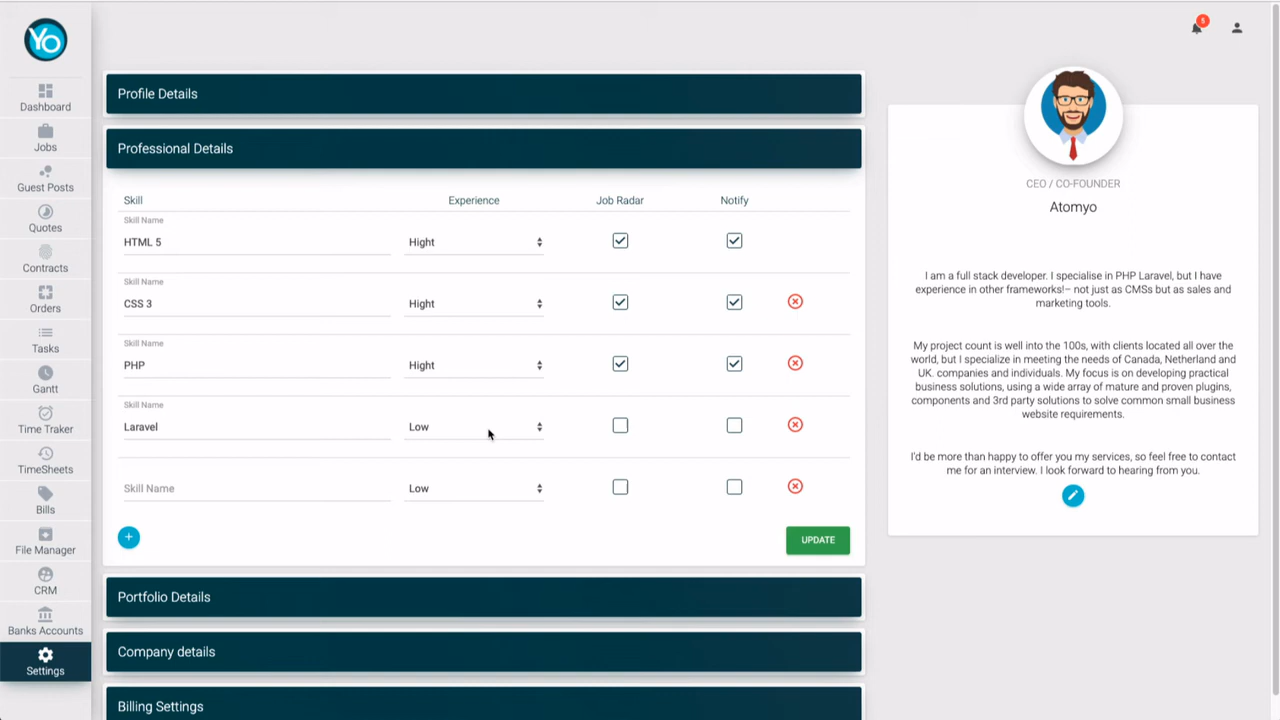 YO
5
Dashboard
Jobs
Guest Posts
Quotes
Contracts
Orders
Tasks
Gantt
Time Traker
TimeSheets
Bills
File Manager
CRM
Banks Accounts
Settings
Profile Details
Professional Details
Skill Experience Job Radar Notify
Skill Name
HTML 5 Hight
Skill Name
CSS 3 Hight
Skill Name
PHP Hight
Skill Name
Laravel Low
Skill Name Low
UPDATE
Portfolio Details
Company details
Billing Settings
CEO / CO-FOUNDER
Atomyo
I am a full stack developer. I specialise in PHP Laravel, but I have
experience in other frameworks!– not just as CMSs but as sales and
marketing tools.
My project count is well into the 100s, with clients located all over the
world, but I specialize in meeting the needs of Canada, Netherland and
UK. companies and individuals. My focus is on developing practical
business solutions, using a wide array of mature and proven plugins,
components and 3rd party solutions to solve common small business
website requirements.
I'd be more than happy to offer you my services, so feel free to contact
me for an interview. I look forward to hearing from you.